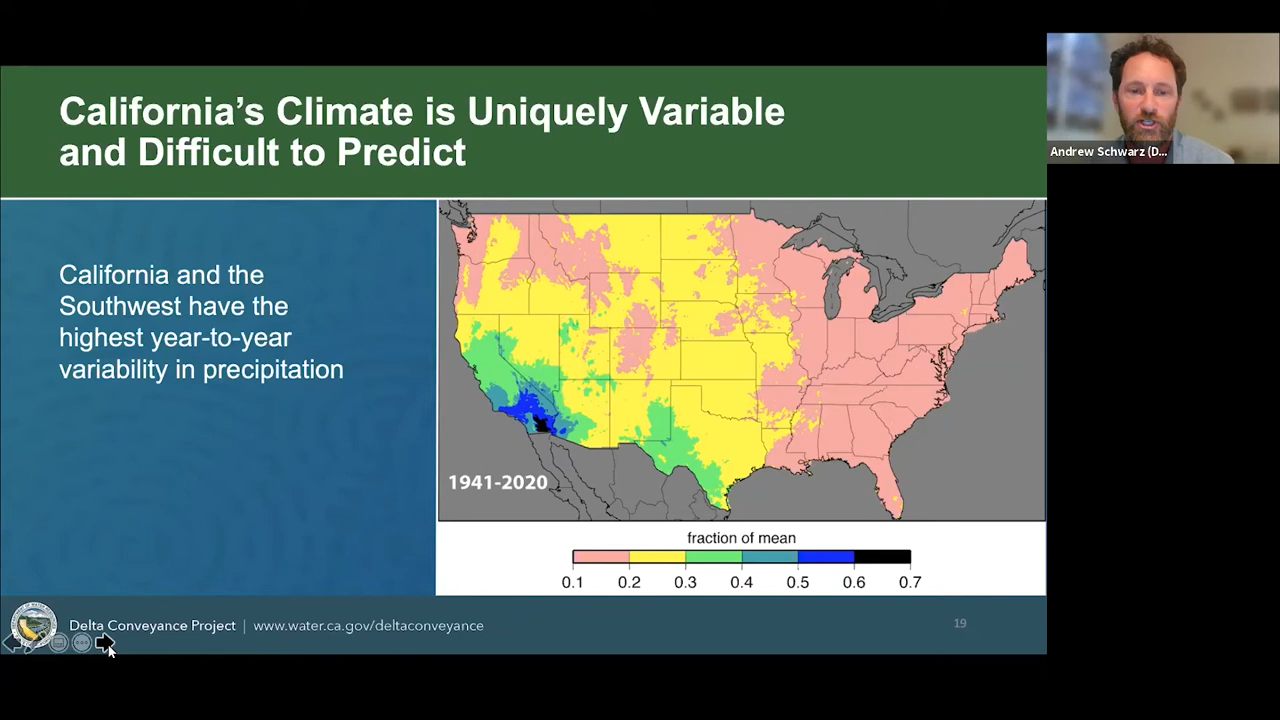 California's Climate is Uniquely Variable
and Difficult to Predict
Andrew Schwarz (D...
California and the
Southwest have the
highest year-to-year
variability in precipitation
1941-2020
fraction of mean
0.1 0.2 0.3 0.4 0.5 0.6 0.7
Delta Conveyance Project | www.water.ca.gov/deltaconveyance
19